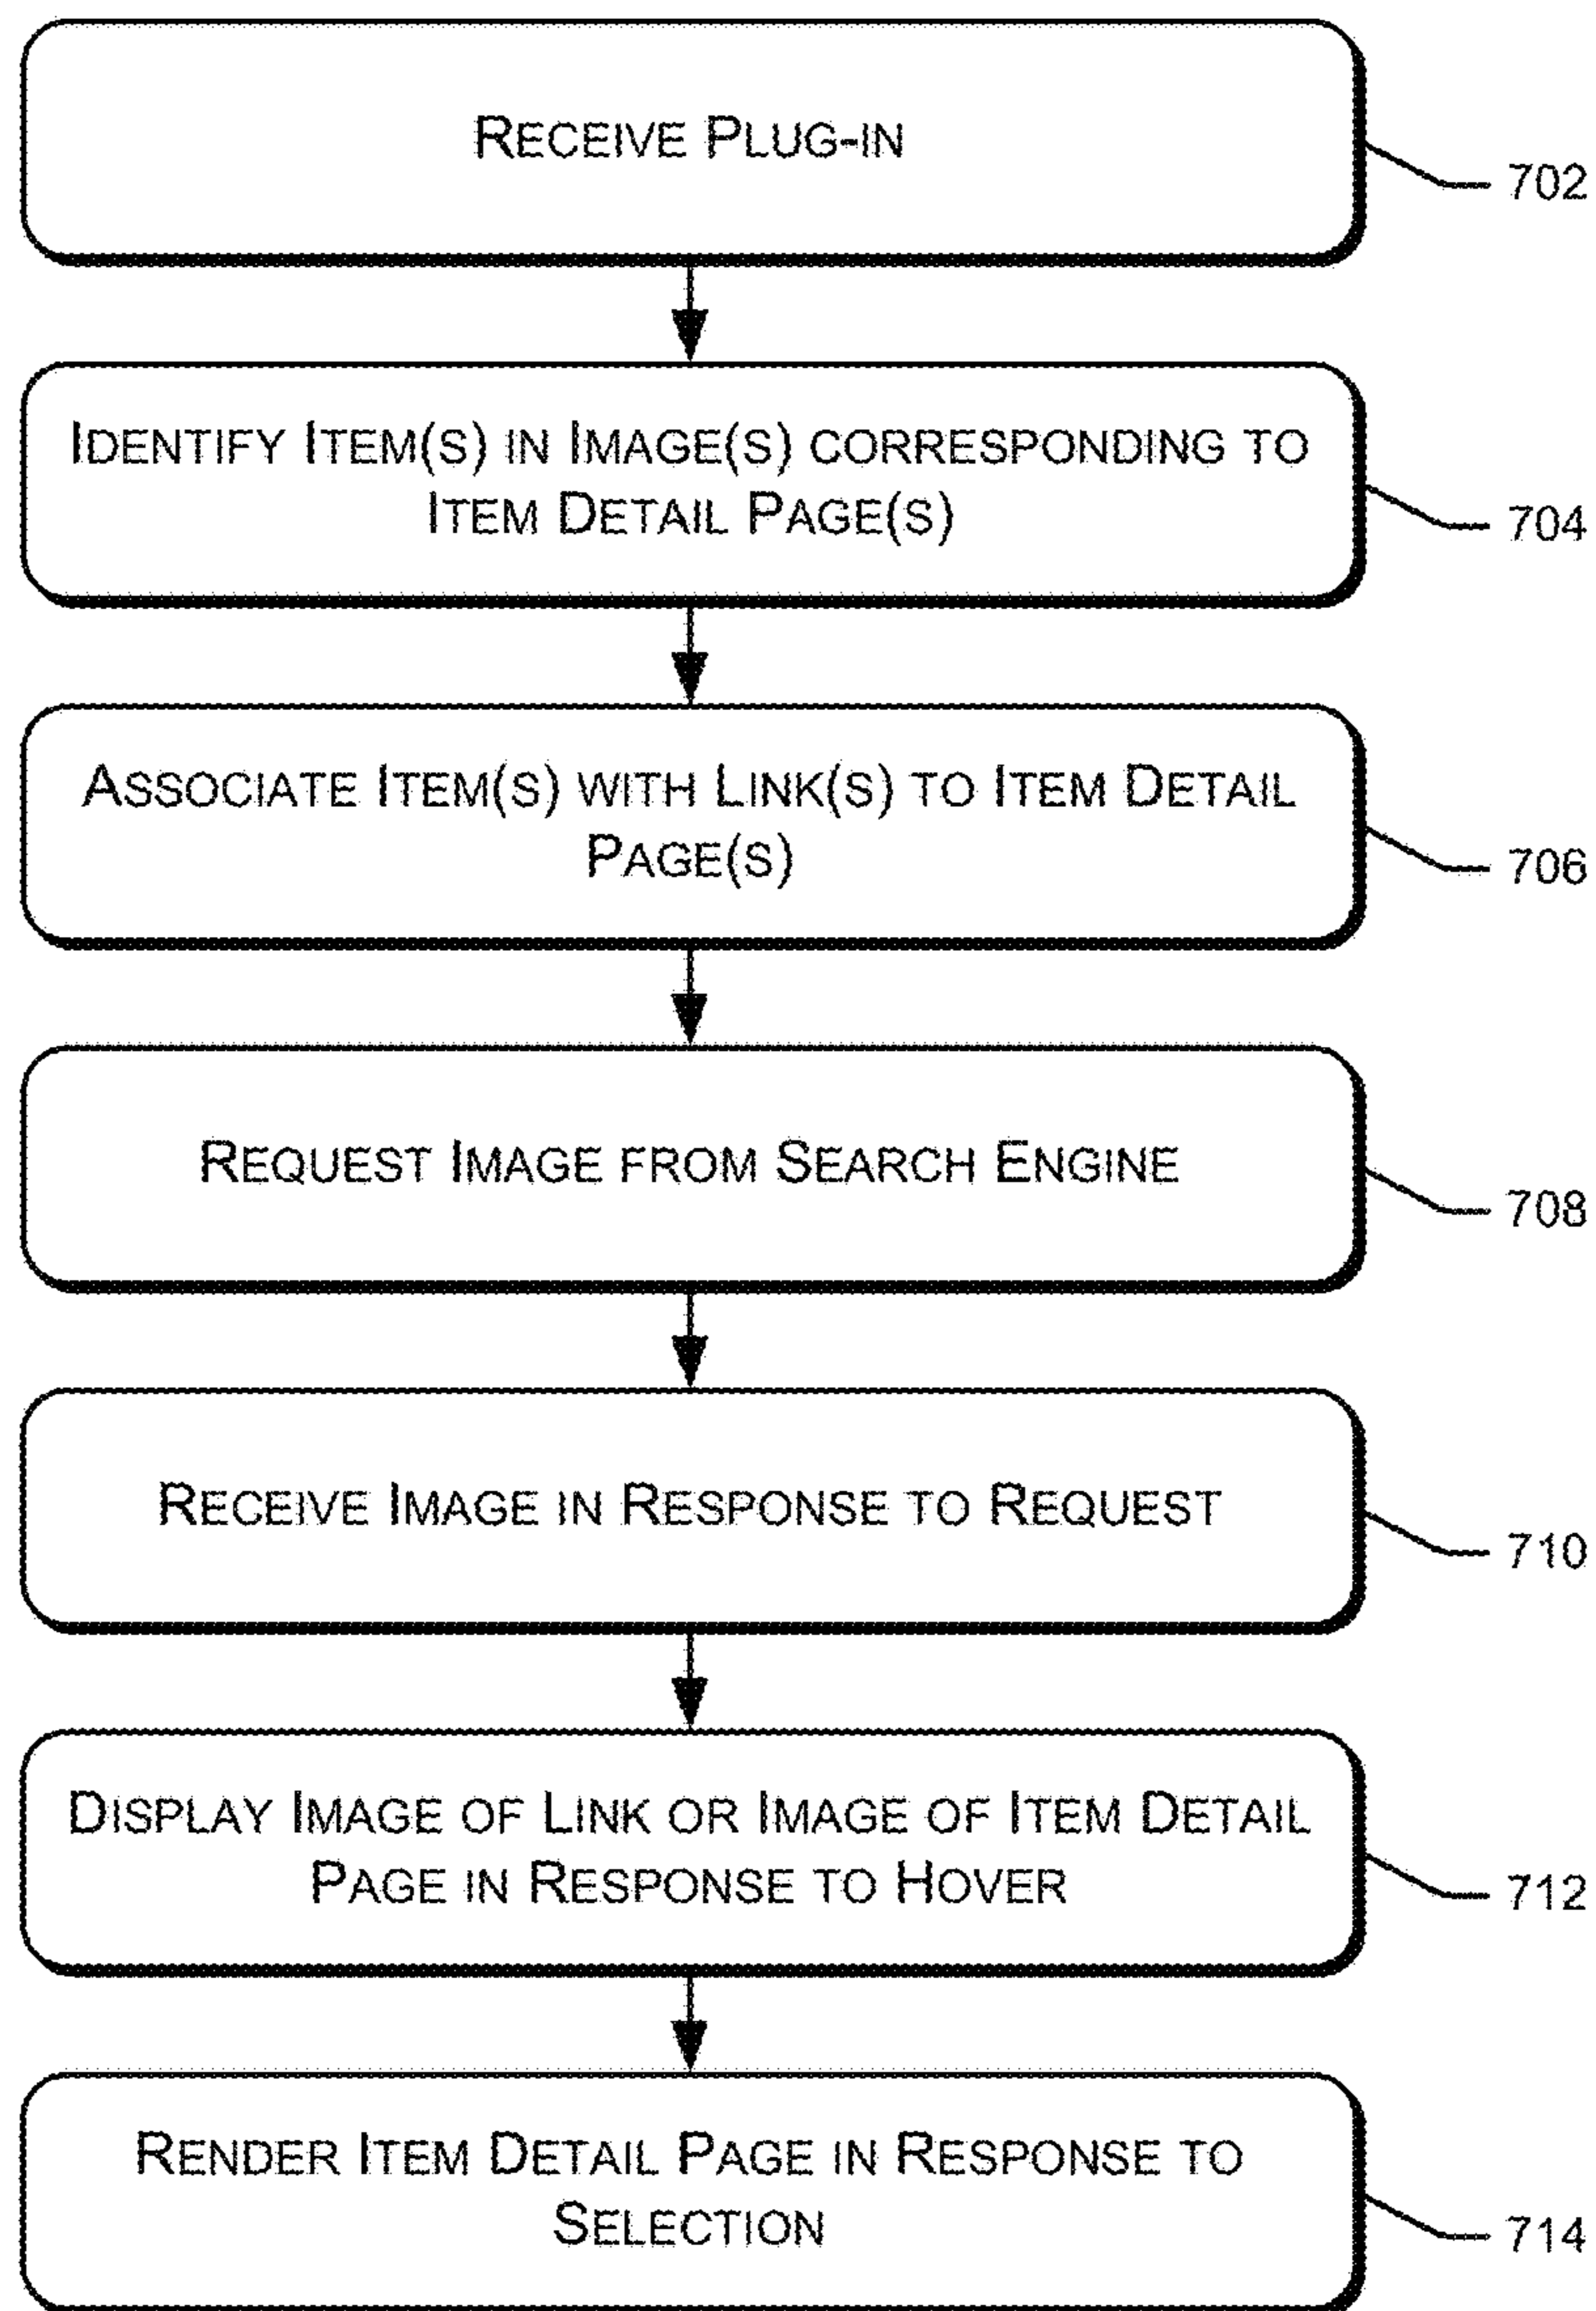 RECEIVE PLUG-IN
702
IDENTIFY ITEM(S) IN IMAGE(S) CORRESPONDING TO
ITEM DETAIL PAGE(S)
704
ASSOCIATE ITEM(S) WITH LINK(S) TO ITEM DETAIL
PAGE(S)
706
REQUEST IMAGE FROM SEARCH ENGINE
708
RECEIVE IMAGE IN RESPONSE TO REQUEST
710
DISPLAY IMAGE OF LINK OR IMAGE OF ITEM DETAIL
PAGE IN RESPONSE TO HOVER
712
RENDER ITEM DETAIL PAGE IN RESPONSE TO
SELECTION
714